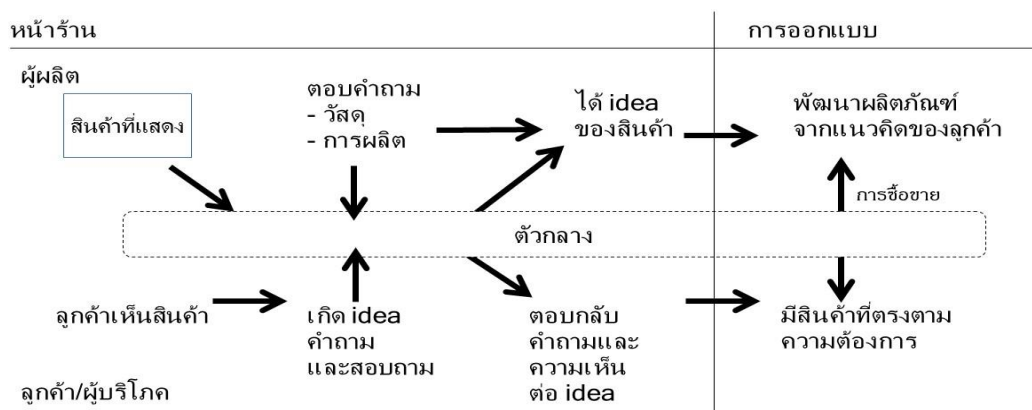 หน้าร้าน
การออกแบบ
ผู้ผลิต
สินค้าที่แสดง
ตอบคำถาม
- วัสดุ
- การผลิต
ได้ idea
ของสินค้า
พัฒนาผลิตภัณฑ์
จากแนวคิดของลูกค้า
การซื้อขาย
ตัวกลาง
ลูกค้าเห็นสินค้า
เกิด idea
คำถาม
และสอบถาม
ตอบกลับ
คำถามและ
ความเห็น
ต่อ idea
มีสินค้าที่ตรงตาม
ความต้องการ
ลูกค้า/ผู้บริโภค